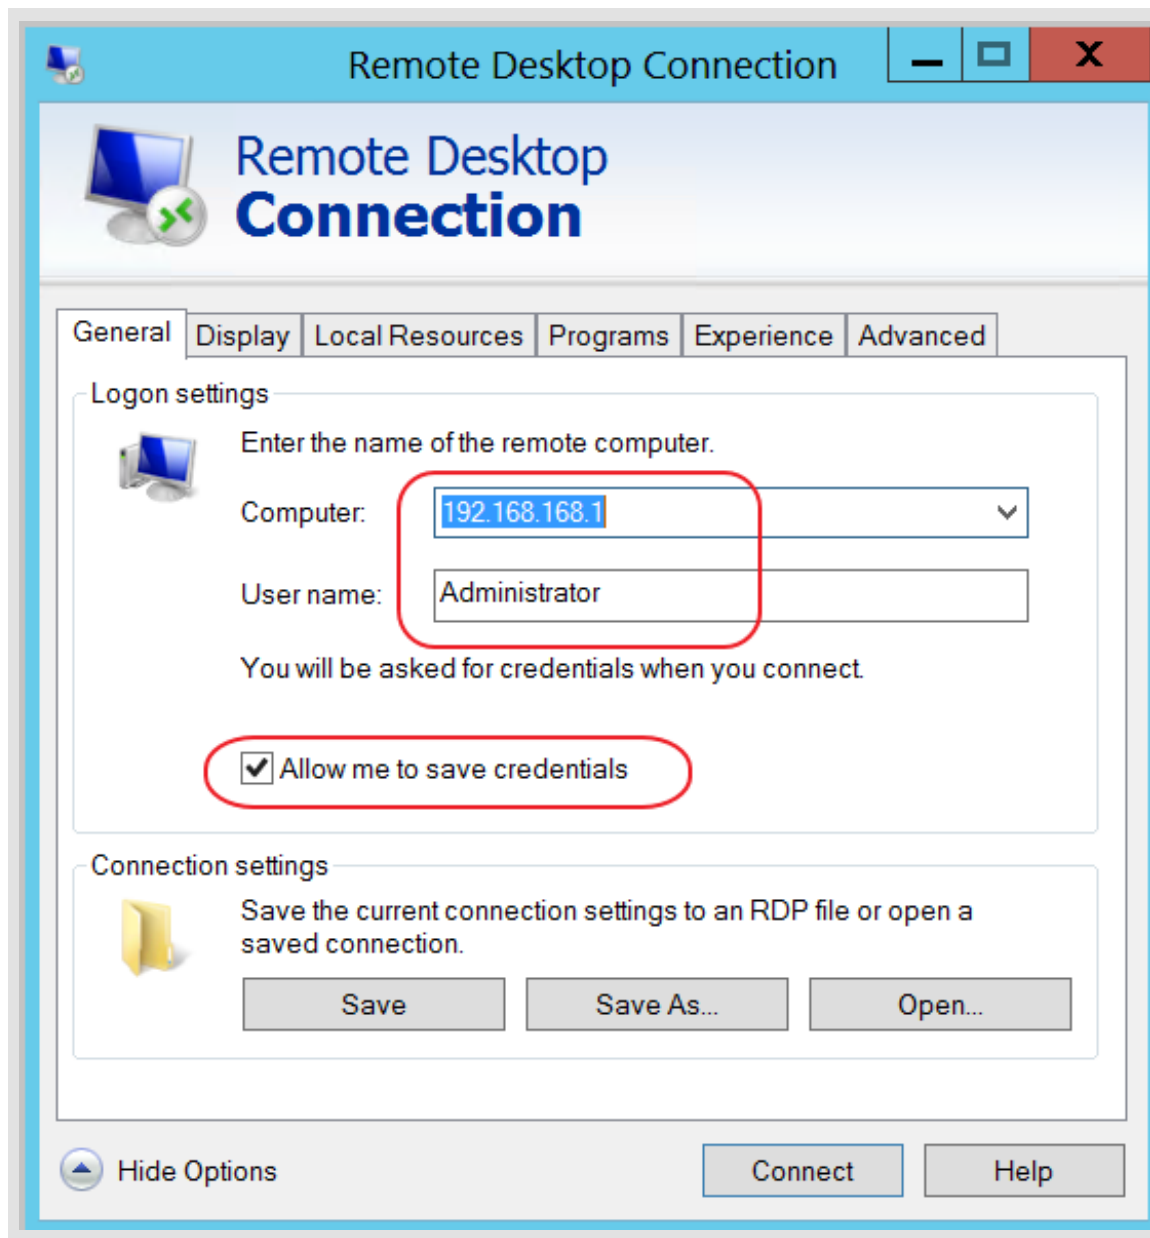 Remote Desktop Connection
X
Remote Desktop
Connection
General Display Local Resources Programs Experience Advanced
Logon settings
Enter the name of the remote computer.
Computer: 192.168.168.1
User name: Administrator
You will be asked for credentials when you connect.
Allow me to save credentials
Connection settings
Save the current connection settings to an RDP file or open a
saved connection.
Save Save As... Open...
Hide Options Connect Help